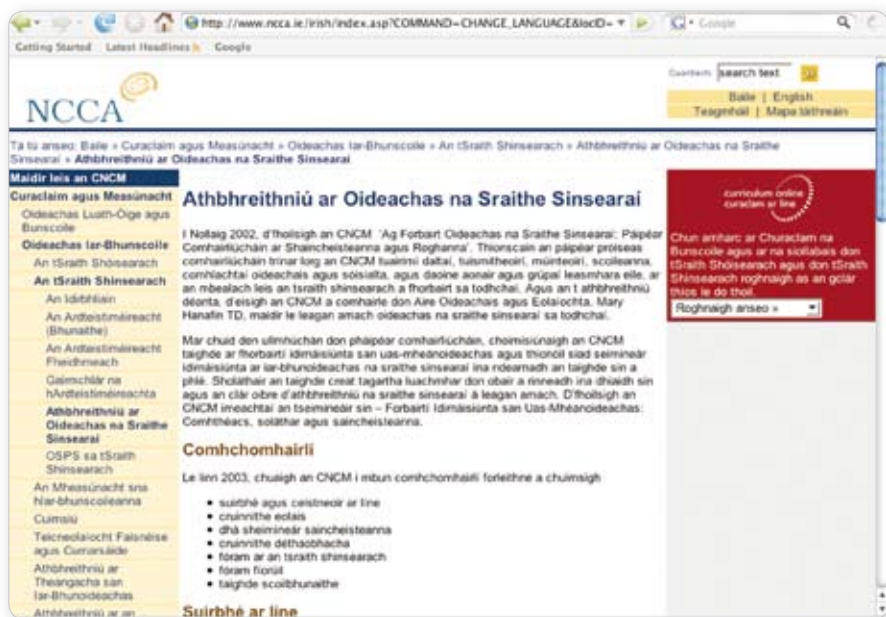 http://www.ncca.ie/irish/index.asp?COMMAND=CHANGE_LANGUAGE&locID=
Google
Getting Started Latest Headlines Google
search text
Baile | English
Teagmháil | Mapa láithreáin
NCCA
Tá tú anseo: Baile » Curaclaim agus Measúnacht » Oideachas Iar-Bhunscoile » An tSraith Shinsearach » Athbhreithniú ar Oideachas na Sraithe
Sinsearaí » Athbhreithniú ar Oideachas na Sraithe Sinsearaí
Maidir leis an CNCM
Curaclaim agus Measúnacht
Oideachas Luath-Óige agus
Bunscoile
Oideachas Iar-Bhunscoile
An tSraith Shóisearach
An tSraith Shinsearach
An Idirbhliain
An Ardteistiméireacht
(Bhunaithe)
An Ardteistiméireacht
Fheidhmeach
Gairmchlár na
hArdteistiméireachta
Athbhreithniú ar
Oideachas na Sraithe
Sinsearaí
OSPS sa tSraith
Shinsearach
An Mheasúnacht sna
hIar-bhunscoileanna
Cuimsiú
Teicneolaíocht Faisnéise
agus Cumarsáide
Athbhreithniú ar
Theangacha san
Iar-Bhunoideachas
Athbhreithniú ar an
Athbhreithniú ar Oideachas na Sraithe Sinsearaí
I Nollaig 2002, d'fhoilsigh an CNCM 'Ag Forbairt Oideachas na Sraithe Sinsearaí: Páipéar
Comhairliúcháin ar Shaincheisteanna agus Roghanna'. Thionscain an páipéar próiseas
comhairliúcháin trínar lorg an CNCM tuairimí daltaí, tuismitheoirí, múinteoirí, scoileanna,
comhlachtaí oideachais agus sóisialta, agus daoine aonair agus grúpaí leasmhara eile, ar
an mbealach leis an tsraith shinsearach a fhorbairt sa todhchaí. Agus an t athbhreithniú
déanta, d'eisigh an CNCM a comhairle don Aire Oideachais agus Eolaíochta, Mary
Hanafin TD, maidir le leagan amach oideachas na sraithe sinsearaí sa todhchaí.
Mar chuid den ullmhúchán don pháipéar comhairliúcháin, choimisiúnaigh an CNCM
taighde ar fhorbairtí idirnáisiúnta san uas-mheánoideachas agus thionóil siad seimineár
idirnáisiúnta ar iar-bhunoideachas na sraithe sinsearaí ina ndearnadh an taighde sin a
phlé. Sholáthair an taighde creat tagartha luachmhar don obair a rinneadh ina dhiaidh sin
agus an clár oibre d'athbhreithniú na sraithe sinsearaí á leagan amach. D'fhoilsigh an
CNCM imeachtaí an tseimineár sin – Forbairtí Idirnáisiúnta san Uas-Mhéanoideachas:
Comhthéacs, soláthar agus saincheisteanna.
Comhchomhairlí
Le linn 2003, chuaigh an CNCM i mbun comhchomhairlí forleithne a chuimsigh
suirbhé agus ceistneoir ar líne
cruinnithe eolais
dhá sheimineár saincheisteanna
cruinnithe déthaobhacha
fóram ar an tsraith shinsearach
fóram fíorúil
taighde scoilbhunaithe
Suirbhé ar líne
curriculum online
curaclam ar líne
Chun amharc ar Churaclam na
Bunscoile agus ar na siollabais don
tSraith Shóisearach agus don tSraith
Shinsearach roghnaigh as an gclár
thíos le do thoil.
Roghnaigh anseo »